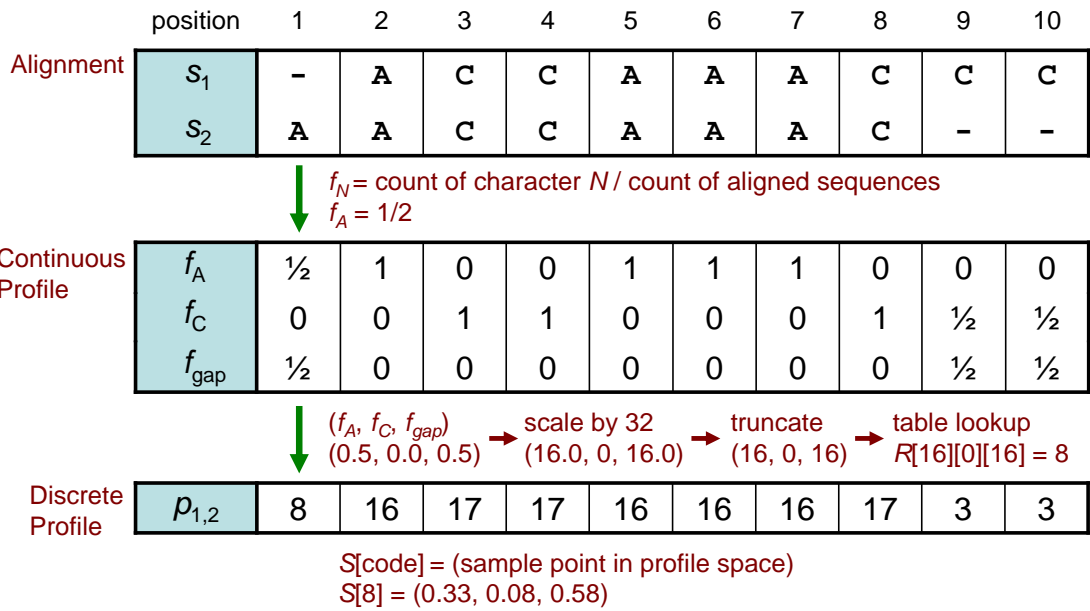 position 1 2 3 4 5 6 7 8 9 10
Alignment s1 - A C C A A A C C C
s2 A A C C A A A C - -
fN = count of character N / count of aligned sequences
fA = 1/2
Continuous Profile fA ½ 1 0 0 1 1 1 0 0 0
fC 0 0 1 1 0 0 0 1 ½ ½
fgap ½ 0 0 0 0 0 0 0 ½ ½
(fA, fC, fgap) scale by 32 truncate table lookup
(0.5, 0.0, 0.5) (16.0, 0, 16.0) (16, 0, 16) R[16][0][16] = 8
Discrete Profile p1,2 8 16 17 17 16 16 16 17 3 3
S[code] = (sample point in profile space)
S[8] = (0.33, 0.08, 0.58)